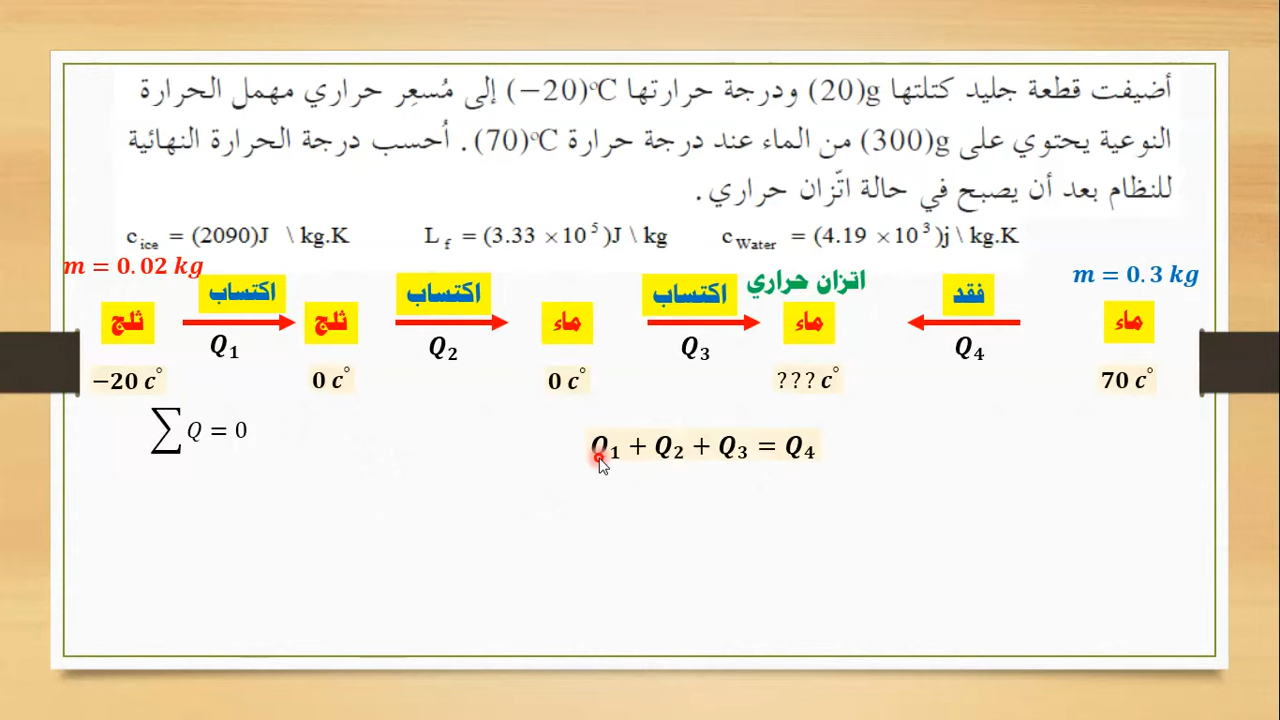 أضيفت قطعة جليد كتلتها (20)g ودرجة حرارتها (−20)°C إلى مُسعِر حراري مهمل الحرارة
النوعية يحتوي على (300)g من الماء عند درجة حرارة (70)°C . أحسب درجة الحرارة النهائية
للنظام بعد أن يصبح في حالة اتّزان حراري .
c ice = (2090)J \ kg.K L f = (3.33 ×10 5 )J \ kg c Water = (4.19 ×10 3 )j \ kg.K
m = 0.02 kg
m = 0.3 kg
اكتساب
اكتساب
اكتساب
اتزان حراري
فقد
ثلج
ثلج
ماء
ماء
ماء
Q1
Q2
Q3
Q4
−20 c°
0 c°
0 c°
??? c°
70 c°
∑ Q = 0
Q1 + Q2 + Q3 = Q4